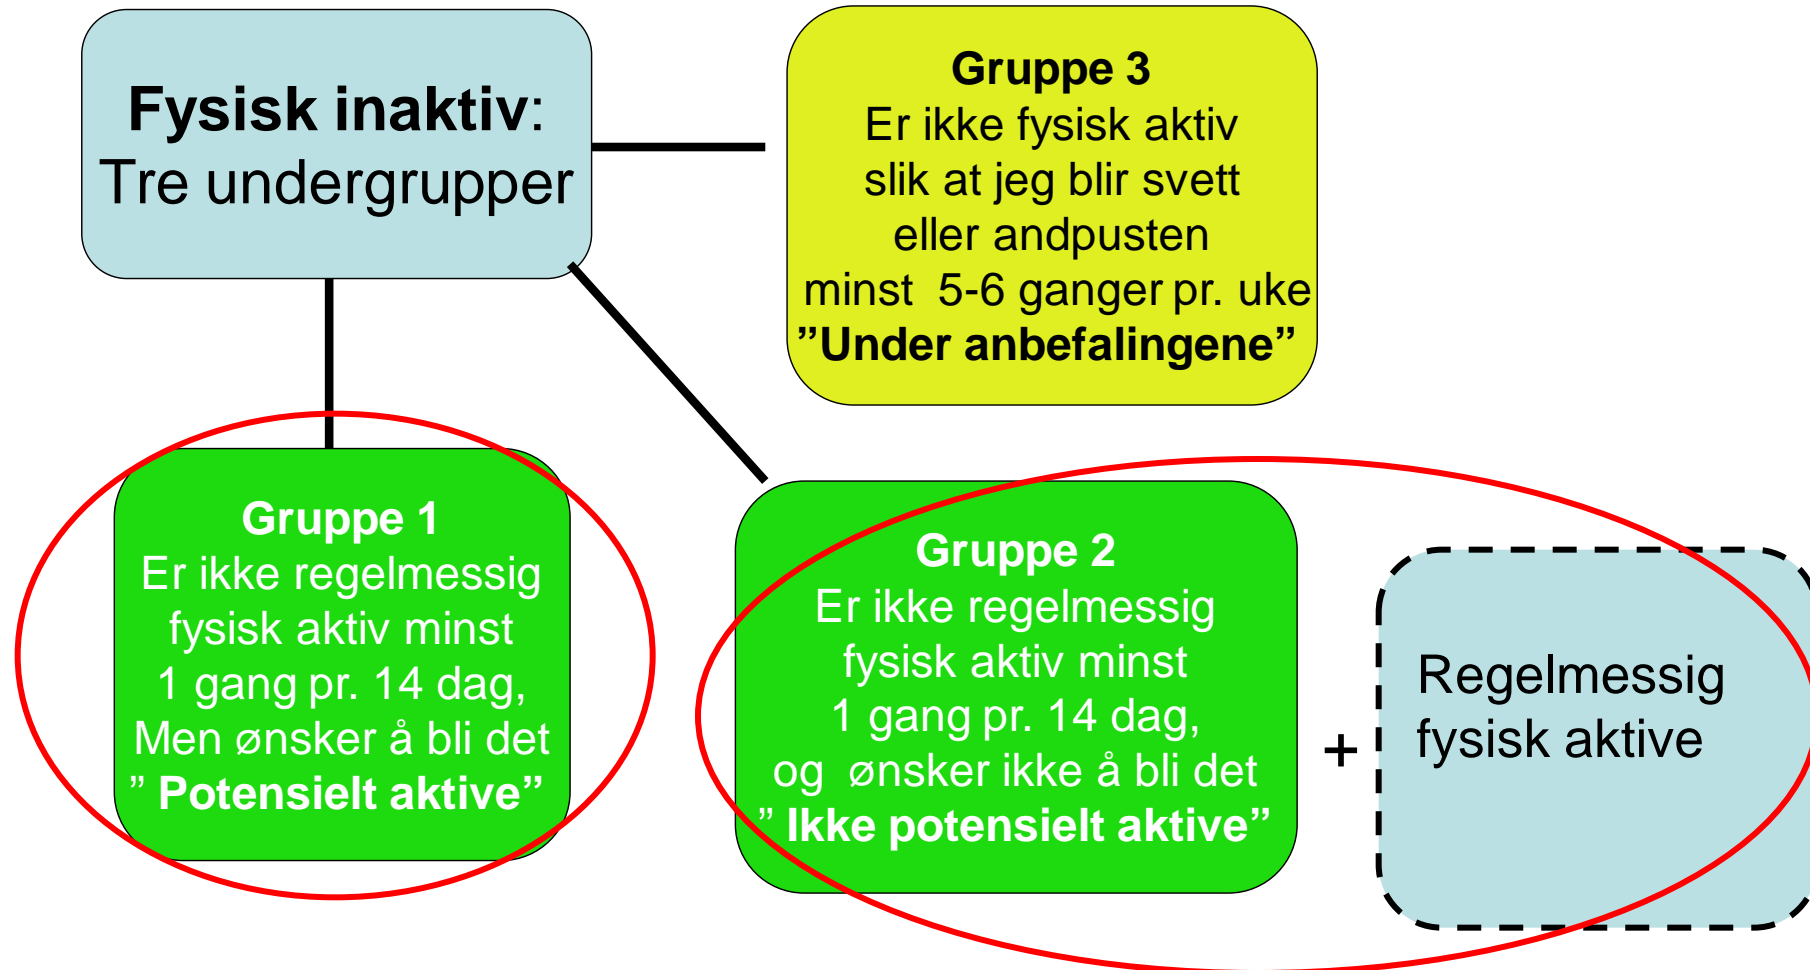 Fysisk inaktiv:
Tre undergrupper
Gruppe 3
Er ikke fysisk aktiv
slik at jeg blir svett
eller andpusten
minst  5-6 ganger pr. uke
”Under anbefalingene”
Gruppe 1
Er ikke regelmessig
fysisk aktiv minst
1 gang pr. 14 dag,
Men ønsker å bli det
” Potensielt aktive”
Gruppe 2
Er ikke regelmessig
fysisk aktiv minst
1 gang pr. 14 dag,
og  ønsker ikke å bli det
” Ikke potensielt aktive”
+
Regelmessig
fysisk aktive